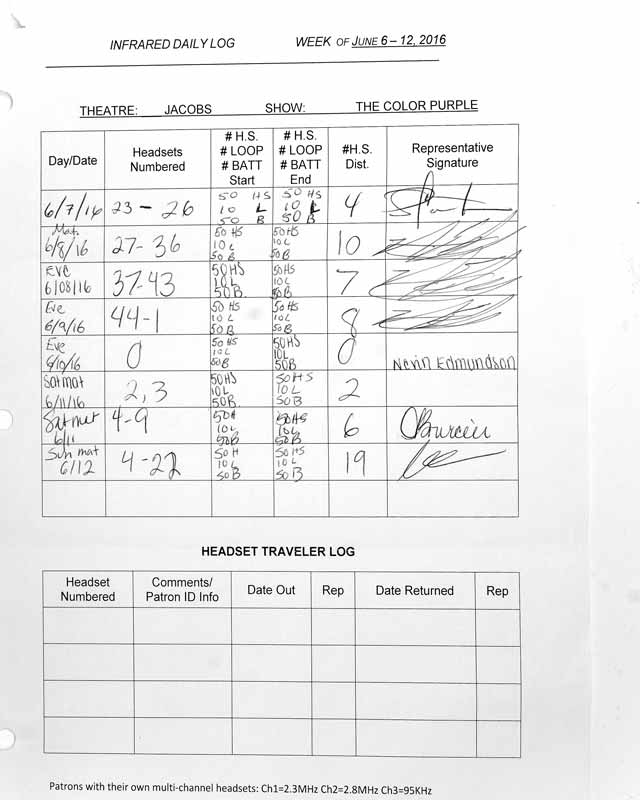 INFRARED DAILY LOG WEEK OF JUNE 6 – 12, 2016
THEATRE: JACOBS SHOW: THE COLOR PURPLE
Day/Date Headsets Numbered # H.S. # LOOP # BATT Start # H.S. # LOOP # BATT End #H.S. Dist. Representative Signature
6/7/16 23 - 26 50 HS 10 L 50 B 50 HS 10 L 50 B 4
Mat. 6/8/16 27-36 50 HS 10 L 50 B 50 HS 10 L 50 B 10
EVE 6/08/16 37-43 50 HS 10 L 50 B. 50 HS 10 L 50 B 7
Eve 6/9/16 44-1 50 HS 10 L 50 B 50 HS 10 L 50 B 8
Eve 6/10/16 0 50 HS 10 L 50 B 50 HS 10 L 50 B 0 Nevin Edmundson
Sat mat 6/11/16 2,3 50 HS 10 L 50 B. 50 HS 10 L 50 B 2
Sat met 6/11 4-9 50 H 10 L 50 B 50 HS 10 L 50 B 6
Sun mat 6/12 4-22 50 H 10 L 50 B 50 HS 10 L 50 B 19
HEADSET TRAVELER LOG
Headset Numbered Comments/ Patron ID Info Date Out Rep Date Returned Rep
Patrons with their own multi-channel headsets: Ch1=2.3MHz Ch2=2.8MHz Ch3=95KHz